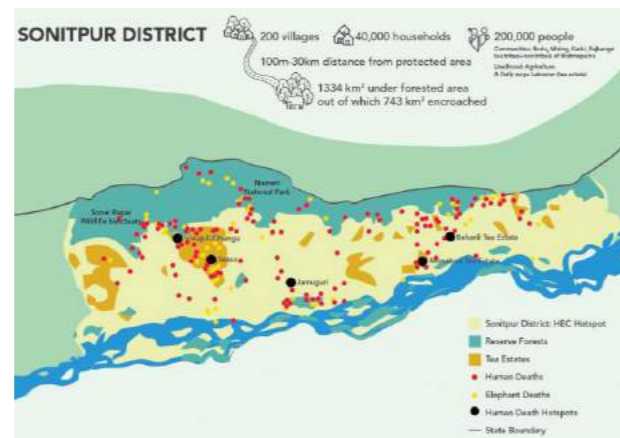 SONITPUR DISTRICT
200 villages
40,000 households
200,000 people
Livelihood: Agriculture
100m-30km distance from protected area
1334 km² under forested area
out of which 743 km² encroached
Nameri
National Park
Sonai Rupai
Wildlife Sanctuary
Behali Tea Estate
Jamuguri
Sonitpur District: HEC Hotspot
Reserve Forests
Tea Estates
Human Deaths
Elephant Deaths
Human Death Hotspots
State Boundary